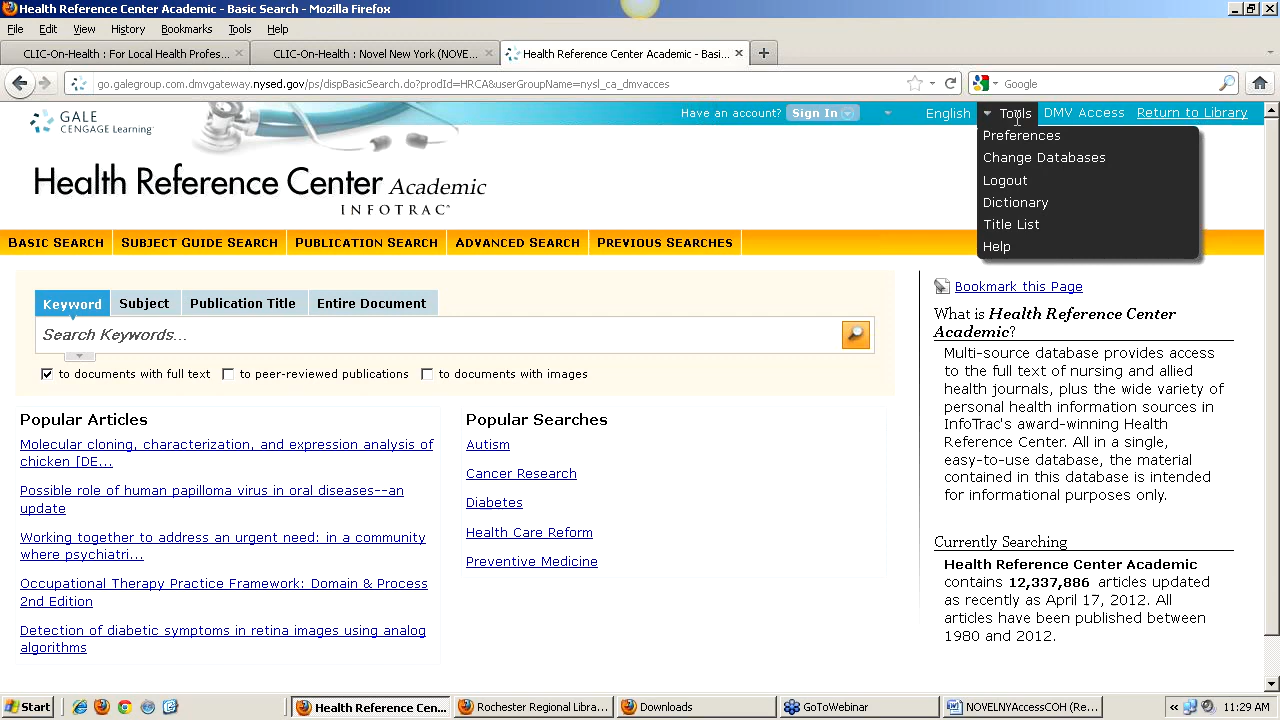 Health Reference Center Academic - Basic Search - Mozilla Firefox
File Edit View History Bookmarks Tools Help
CLIC-On-Health : For Local Health Profes... × CLIC-On-Health : Novel New York (NOVE... × Health Reference Center Academic - Basi... × +
go.galegroup.com.dmvgateway.nysed.gov/ps/dispBasicSearch.do?prodId=HRCA&userGroupName=nysl_ca_dmvacces
Google
GALE
CENGAGE Learning
Have an account? Sign In English Tools DMV Access Return to Library
Preferences
Change Databases
Logout
Dictionary
Title List
Help
Health Reference Center Academic
INFOTRAC
BASIC SEARCH SUBJECT GUIDE SEARCH PUBLICATION SEARCH ADVANCED SEARCH PREVIOUS SEARCHES
Keyword Subject Publication Title Entire Document
Search Keywords...
to documents with full text to peer-reviewed publications to documents with images
Popular Articles
Molecular cloning, characterization, and expression analysis of
chicken [DE...
Possible role of human papilloma virus in oral diseases--an
update
Working together to address an urgent need: in a community
where psychiatri...
Occupational Therapy Practice Framework: Domain & Process
2nd Edition
Detection of diabetic symptoms in retina images using analog
algorithms
Popular Searches
Autism
Cancer Research
Diabetes
Health Care Reform
Preventive Medicine
Bookmark this Page
What is Health Reference Center
Academic?
Multi-source database provides access
to the full text of nursing and allied
health journals, plus the wide variety of
personal health information sources in
InfoTrac's award-winning Health
Reference Center. All in a single,
easy-to-use database, the material
contained in this database is intended
for informational purposes only.
Currently Searching
Health Reference Center Academic
contains 12,337,886 articles updated
as recently as April 17, 2012. All
articles have been published between
1980 and 2012.
Start Health Reference Cen... Rochester Regional Libra... Downloads GoToWebinar NOVELNYAccessCOH (Re... « 11:29 AM